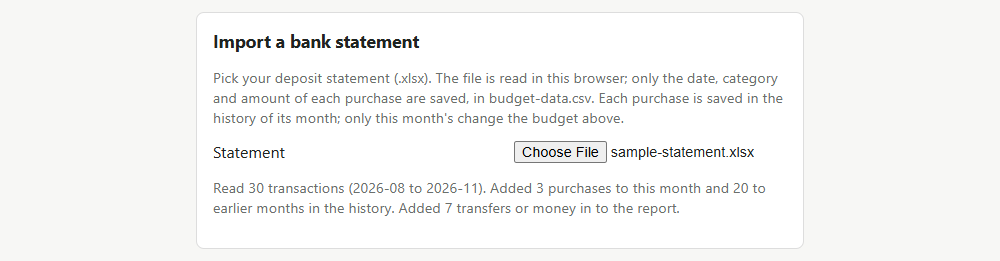 Import a bank statement
Pick your deposit statement (.xlsx). The file is read in this browser; only the date, category
and amount of each purchase are saved, in budget-data.csv. Each purchase is saved in the
history of its month; only this month's change the budget above.
Statement
Choose File sample-statement.xlsx
Read 30 transactions (2026-08 to 2026-11). Added 3 purchases to this month and 20 to
earlier months in the history. Added 7 transfers or money in to the report.